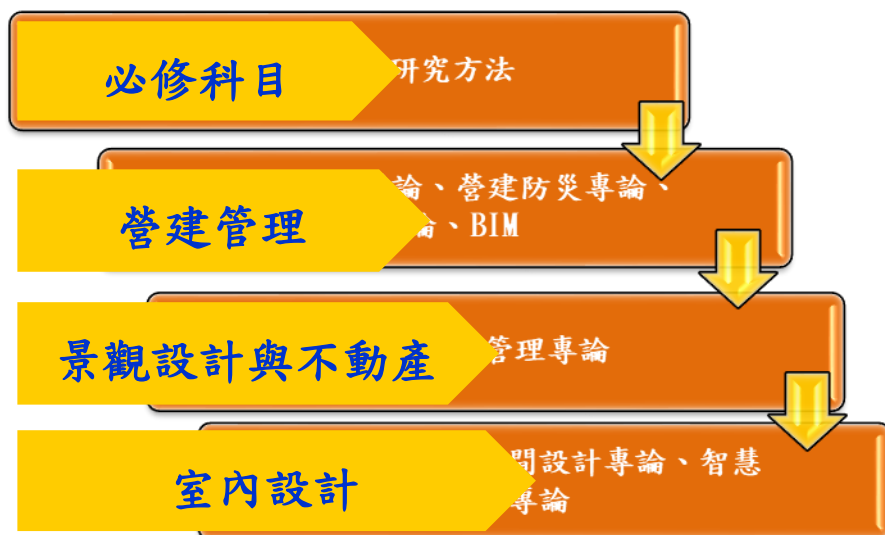 必修科目
研究方法
營建管理
論、營建防災專論、
論、BIM
景觀設計與不動產
管理專論
室內設計
間設計專論、智慧
專論